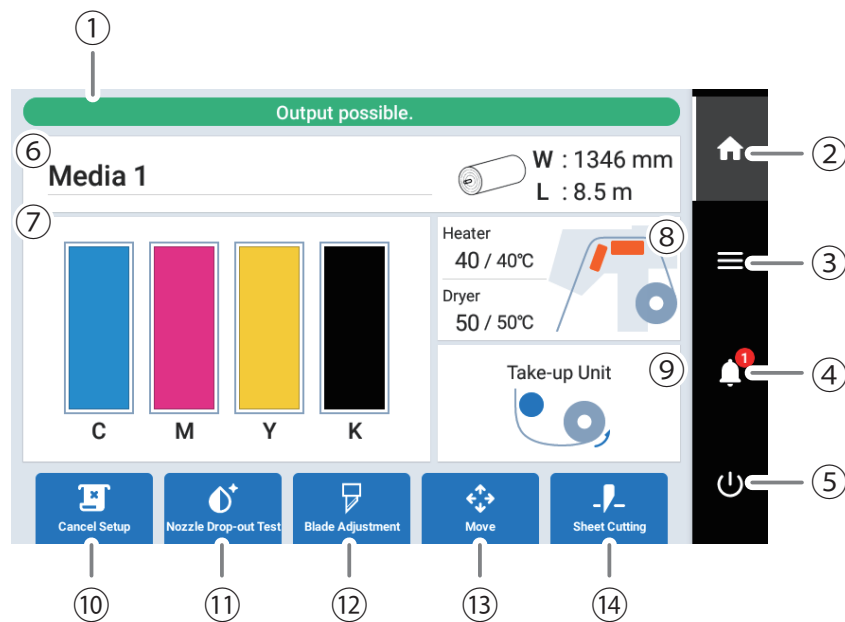 ①
Output possible.
⑥
Media 1
W : 1346 mm
L : 8.5 m
②
⑦
C
M
Y
K
Heater
40 / 40℃
Dryer
50 / 50℃
⑧
③
Take-up Unit
⑨
1
④
⑤
Cancel Setup
Nozzle Drop-out Test
Blade Adjustment
Move
Sheet Cutting
⑩
⑪
⑫
⑬
⑭